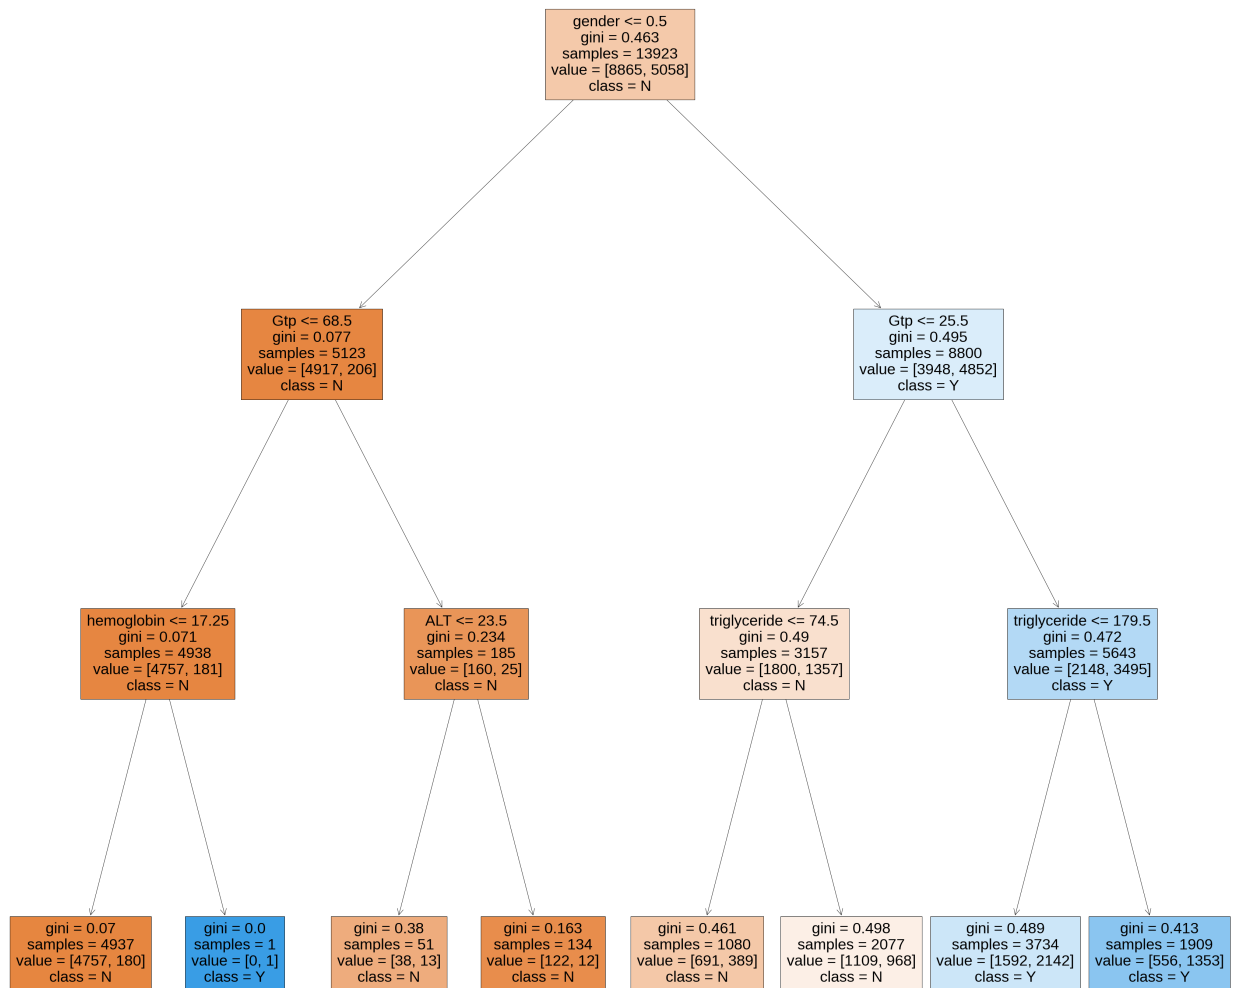 gender <= 0.5
gini = 0.463
samples = 13923
value = [8865, 5058]
class = N
Gtp <= 68.5
gini = 0.077
samples = 5123
value = [4917, 206]
class = N
Gtp <= 25.5
gini = 0.495
samples = 8800
value = [3948, 4852]
class = Y
hemoglobin <= 17.25
gini = 0.071
samples = 4938
value = [4757, 181]
class = N
ALT <= 23.5
gini = 0.234
samples = 185
value = [160, 25]
class = N
triglyceride <= 74.5
gini = 0.49
samples = 3157
value = [1800, 1357]
class = N
triglyceride <= 179.5
gini = 0.472
samples = 5643
value = [2148, 3495]
class = Y
gini = 0.07
samples = 4937
value = [4757, 180]
class = N
gini = 0.0
samples = 1
value = [0, 1]
class = Y
gini = 0.38
samples = 51
value = [38, 13]
class = N
gini = 0.163
samples = 134
value = [122, 12]
class = N
gini = 0.461
samples = 1080
value = [691, 389]
class = N
gini = 0.498
samples = 2077
value = [1109, 968]
class = N
gini = 0.489
samples = 3734
value = [1592, 2142]
class = Y
gini = 0.413
samples = 1909
value = [556, 1353]
class = Y